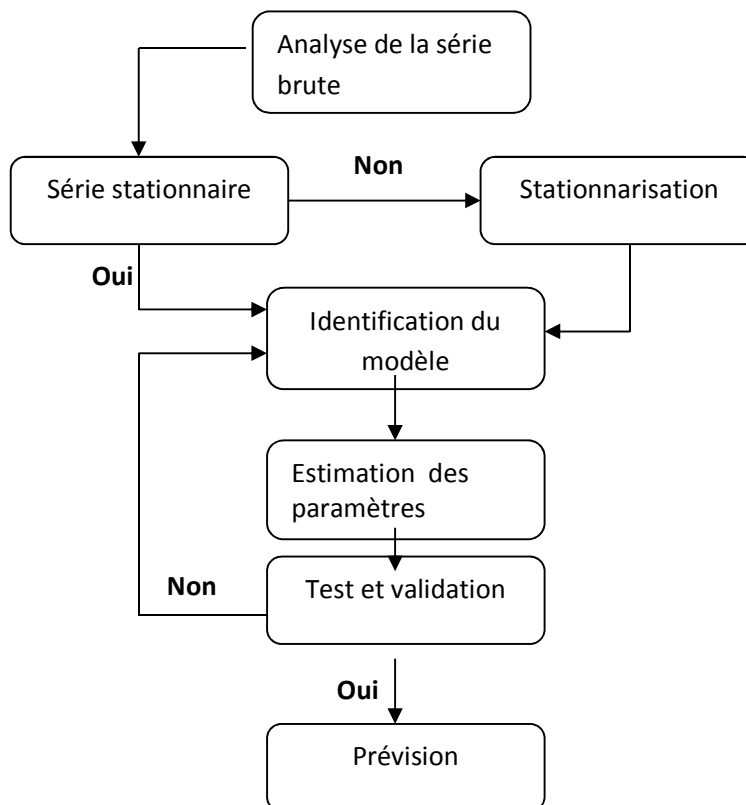 Analyse de la série
brute
Non
Série stationnaire
Stationnarisation
Oui
Identification du
modèle
Estimation des
paramètres
Non
Test et validation
Oui
Prévision